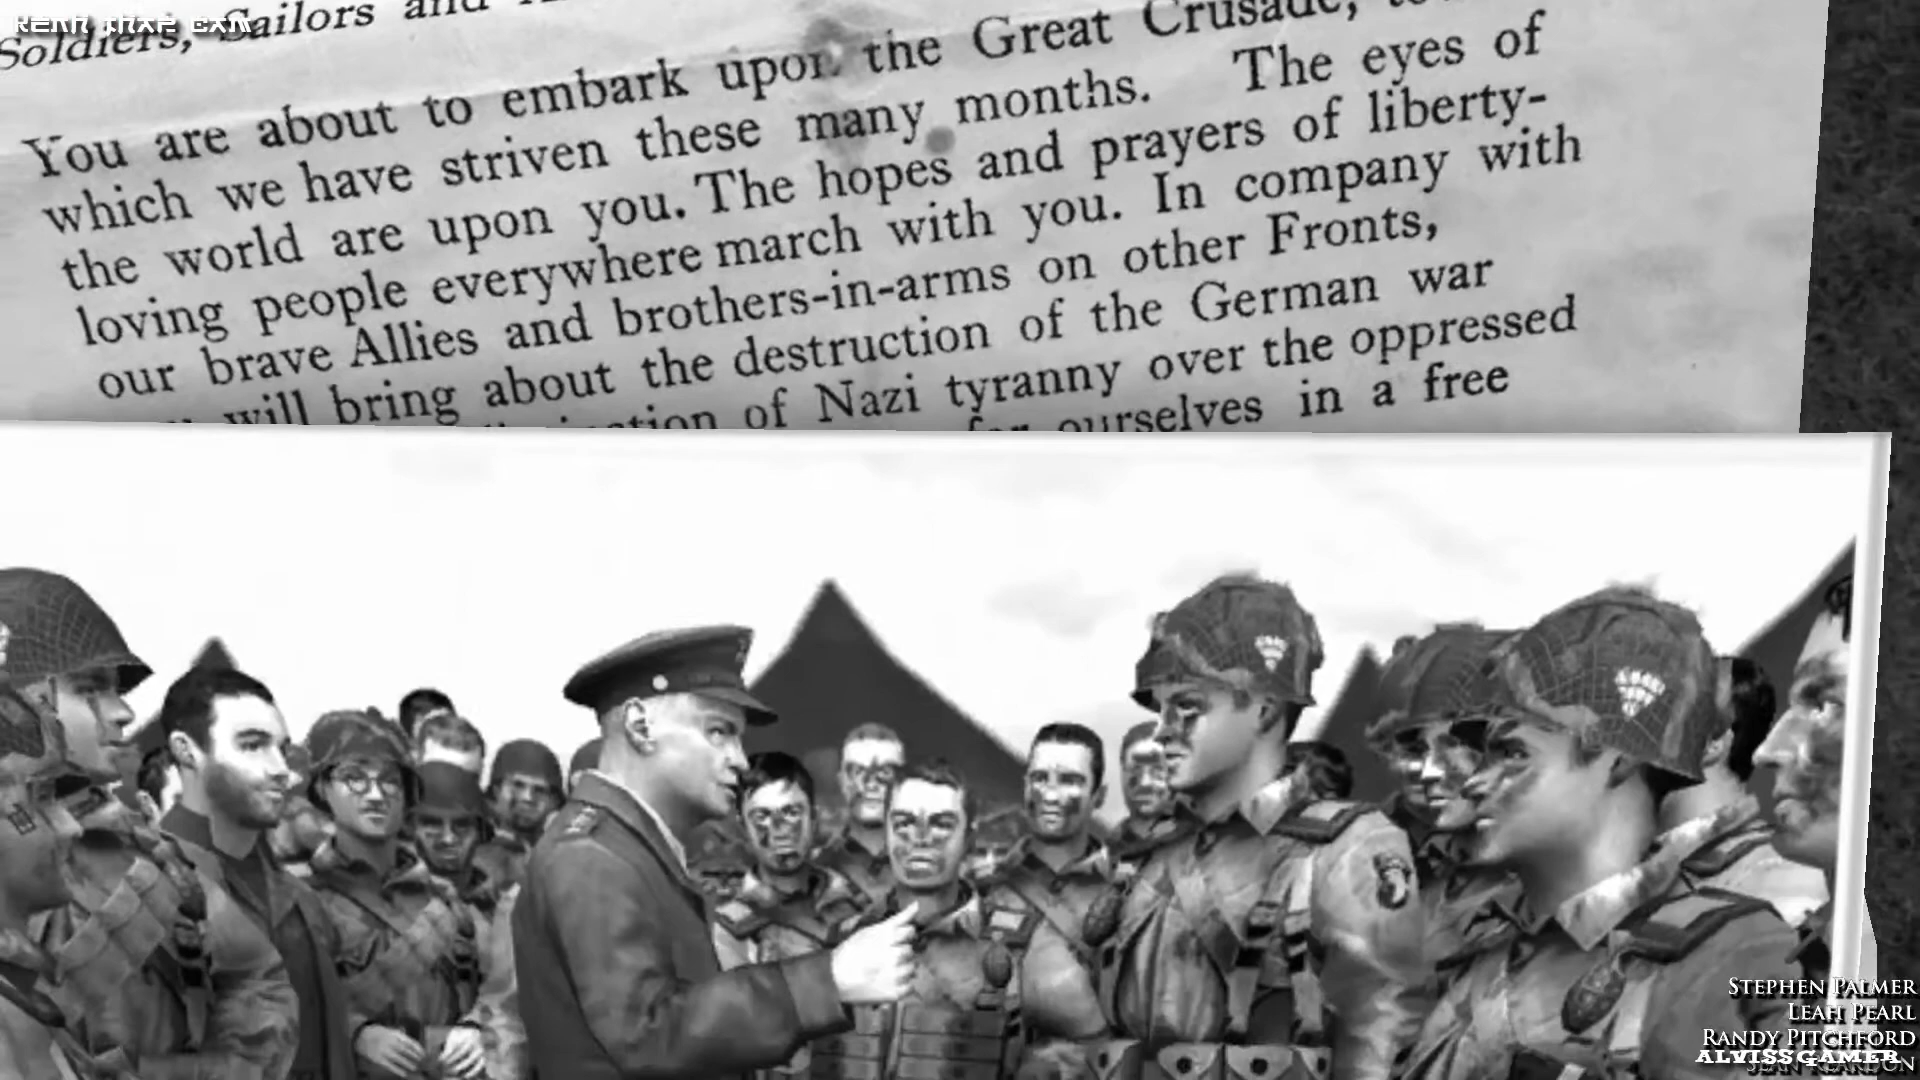 Soldiers, Sailors and
You are about to embark upon the Great Crusade,
which we have striven these many months. The eyes of
the world are upon you. The hopes and prayers of liberty-
loving people everywhere march with you. In company with
our brave Allies and brothers-in-arms on other Fronts,
will bring about the destruction of the German war
of Nazi tyranny over the oppressed
for ourselves in a free
STEPHEN PALMER
LEAH PEARL
RANDY PITCHFORD
ALVISSGAMER